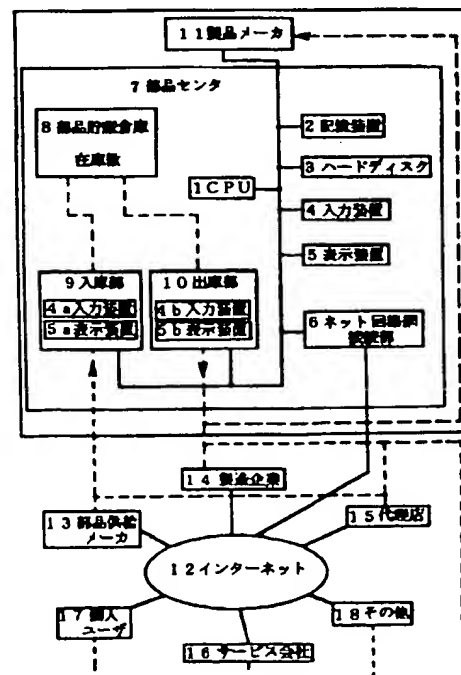 11製品メーカ
7部品センタ
8部品貯蔵倉庫
在庫数
2記憶装置
3ハードディスク
1CPU
4入力装置
5表示装置
9入庫部
4a入力装置
5a表示装置
10出庫部
4b入力装置
5b表示装置
6ネット回線網
接続部
14製造企業
13部品供給
メーカ
15代理店
12インターネット
17個人
ユーザ
18その他
16サービス会社